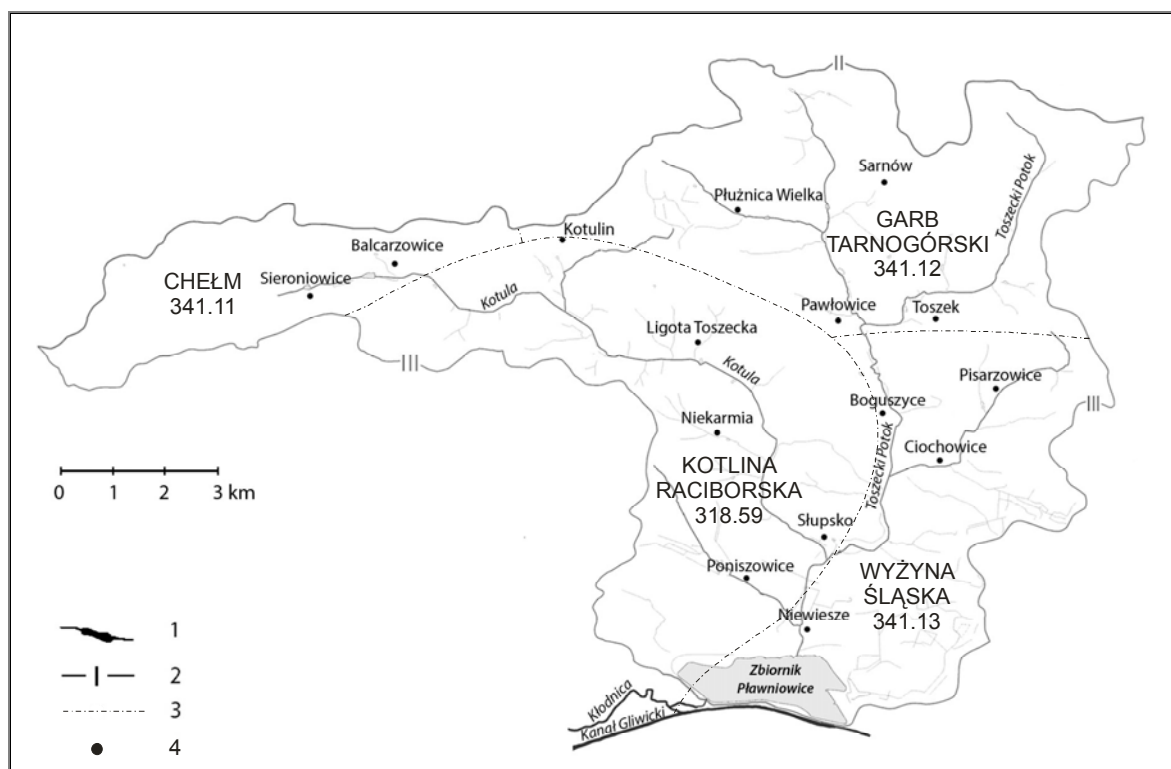 II
Sarnów
Płużnica Wielka
Toszecki Potok
GARB
TARNOGÓRSKI
341.12
Kotulin
Balcarzowice
CHEŁM
341.11
Sieroniowice
Kotula
Pawłowice
Toszek
Ligota Toszecka
III
Kotula
Pisarzowice
Boguszyce
III
Niekarmia
Ciochowice
Toszecki Potok
KOTLINA
RACIBORSKA
318.59
0 1 2 3 km
Słupsko
Poniszowice
WYŻYNA
ŚLĄSKA
341.13
Niewiesze
1
2
3
4
Zbiornik
Pławniowice
Kłodnica
Kanał Gliwicki